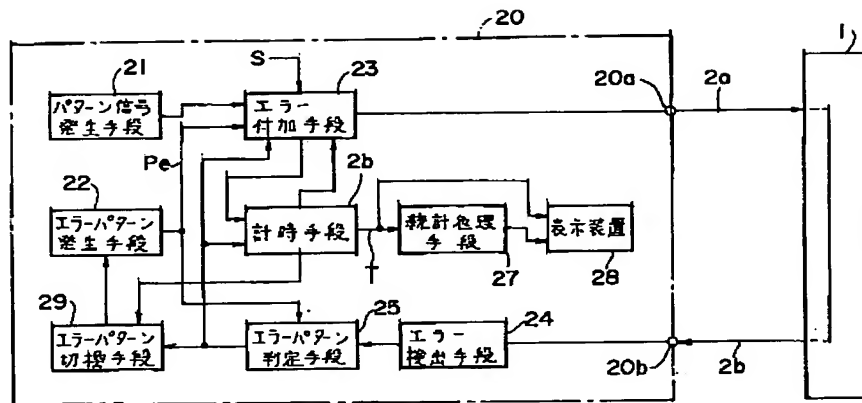 20
1
21
S
23
20a
2a
パターン信号
発生手段
エラー
付加手段
Pe
2b
22
エラーパターン
発生手段
計時手段
統計処理
手段
表示装置
t
27
28
29
25
24
エラーパターン
切換手段
エラーパターン
判定手段
エラー
検出手段
20b
2b